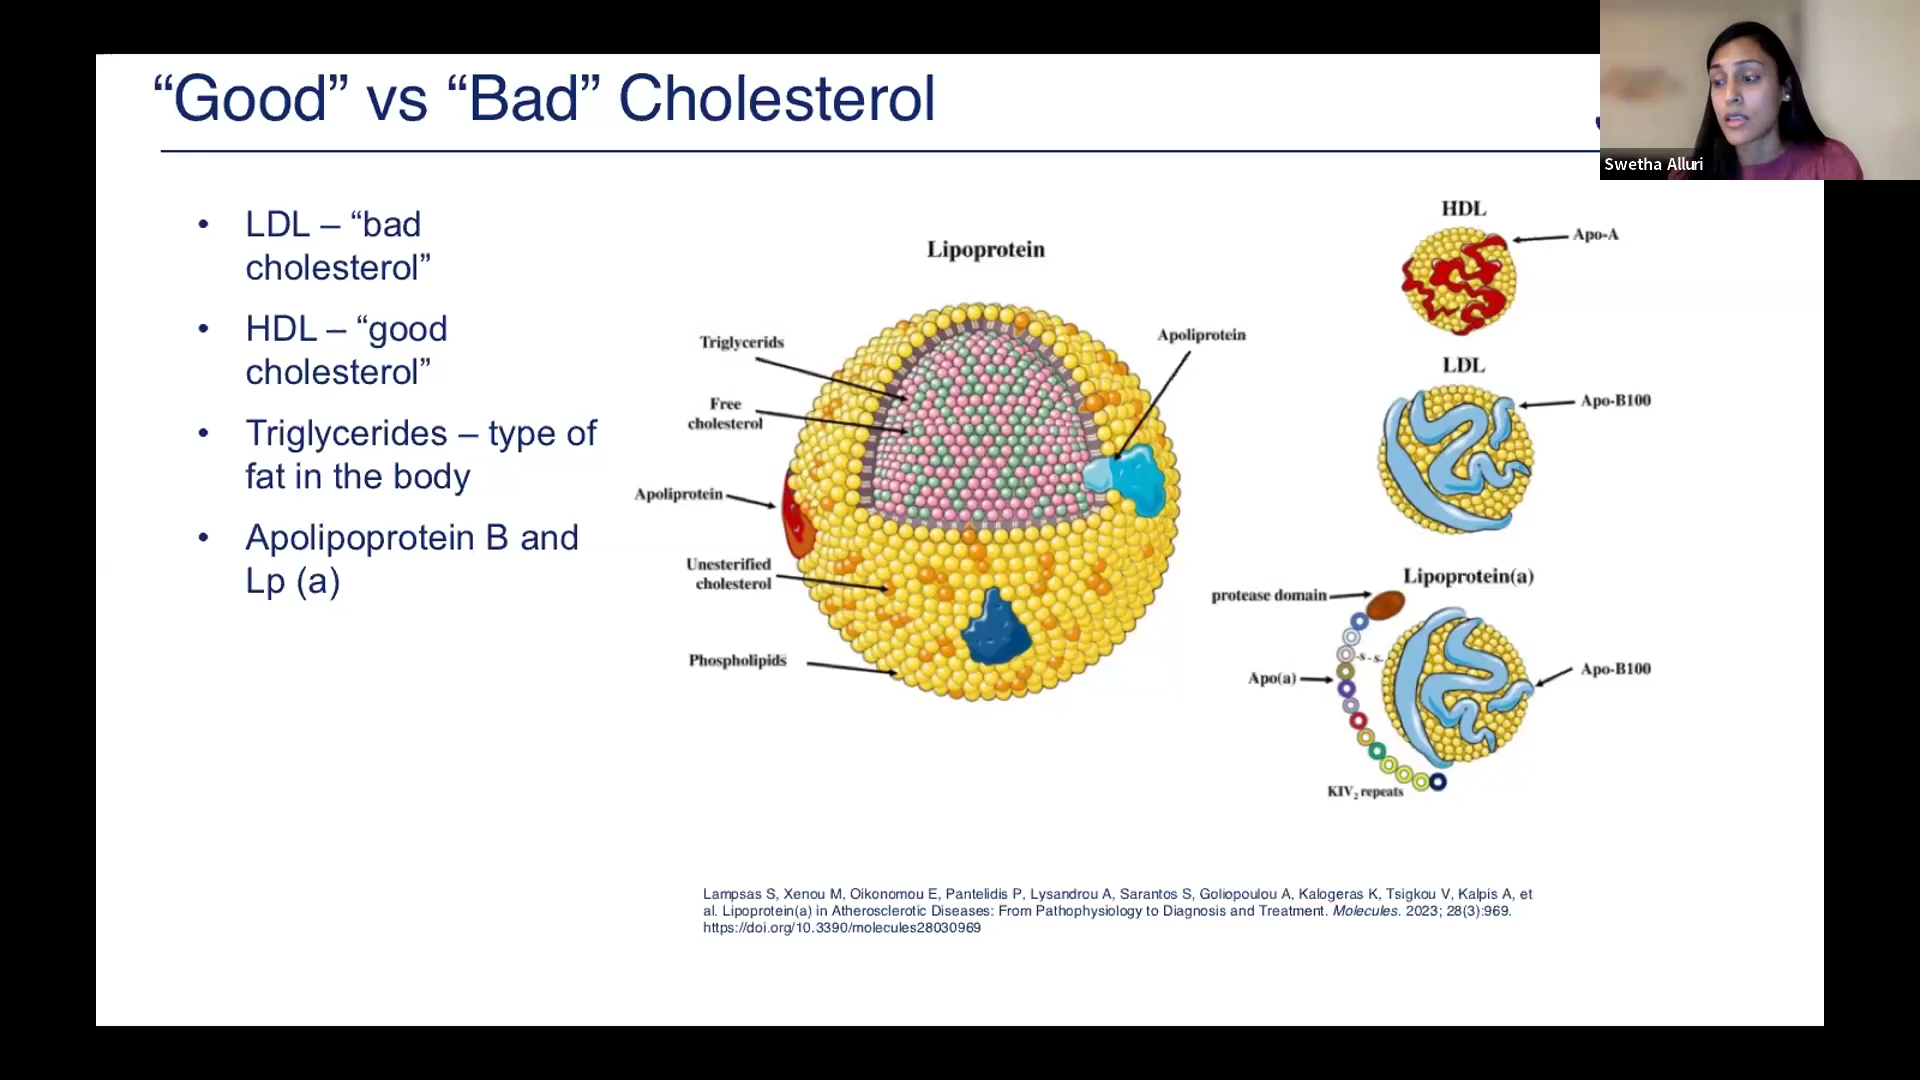 “Good” vs “Bad” Cholesterol
Swetha Alluri
• LDL – “bad
cholesterol”
• HDL – “good
cholesterol”
• Triglycerides – type of
fat in the body
• Apolipoprotein B and
Lp (a)
Lipoprotein
Triglycerids
Free
cholesterol
Apoliprotein
Unesterified
cholesterol
Phospholipids
Apoliprotein
HDL
Apo-A
LDL
Apo-B100
Lipoprotein(a)
protease domain
-s-s-
Apo(a)
Apo-B100
KIV2 repeats
Lampsas S, Xenou M, Oikonomou E, Pantelidis P, Lysandrou A, Sarantos S, Goliopoulou A, Kalogeras K, Tsigkou V, Kalpis A, et
al. Lipoprotein(a) in Atherosclerotic Diseases: From Pathophysiology to Diagnosis and Treatment. Molecules. 2023; 28(3):969.
https://doi.org/10.3390/molecules28030969